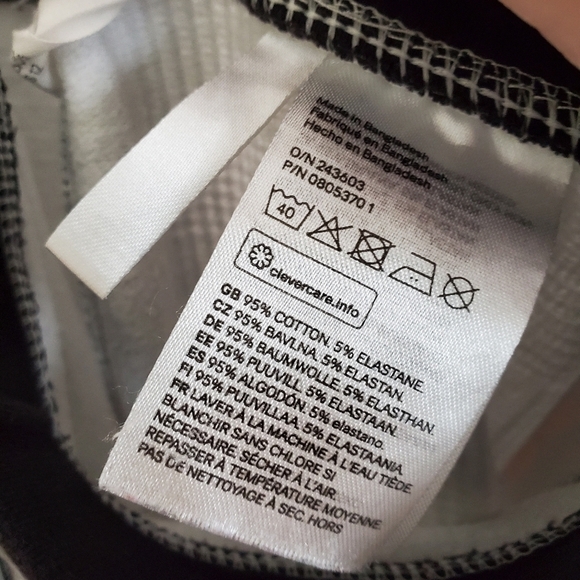 Made in Bangladesh
Fabriqué en Bangladesh
Hecho en Bangladesh
O/N 243603
P/N 0805370 1
40
clevercare.info
GB 95% COTTON. 5% ELASTANE
CZ 95% BAVLNA. 5% ELASTAN.
DE 95% BAUMWOLLE. 5% ELASTHAN.
EE 95% PUUVILL. 5% ELASTAAN.
ES 95% ALGODÓN. 5% elastano.
FI 95% PUUVILLAA. 5% ELASTAANIA
FR LAVER À LA MACHINE À L'EAU TIÈDE
BLANCHIR SANS CHLORE SI
NÉCESSAIRE. SÉCHER À L'AIR.
REPASSER À TEMPÉRATURE MOYENNE
PAS DE NETTOYAGE À SEC. HORS